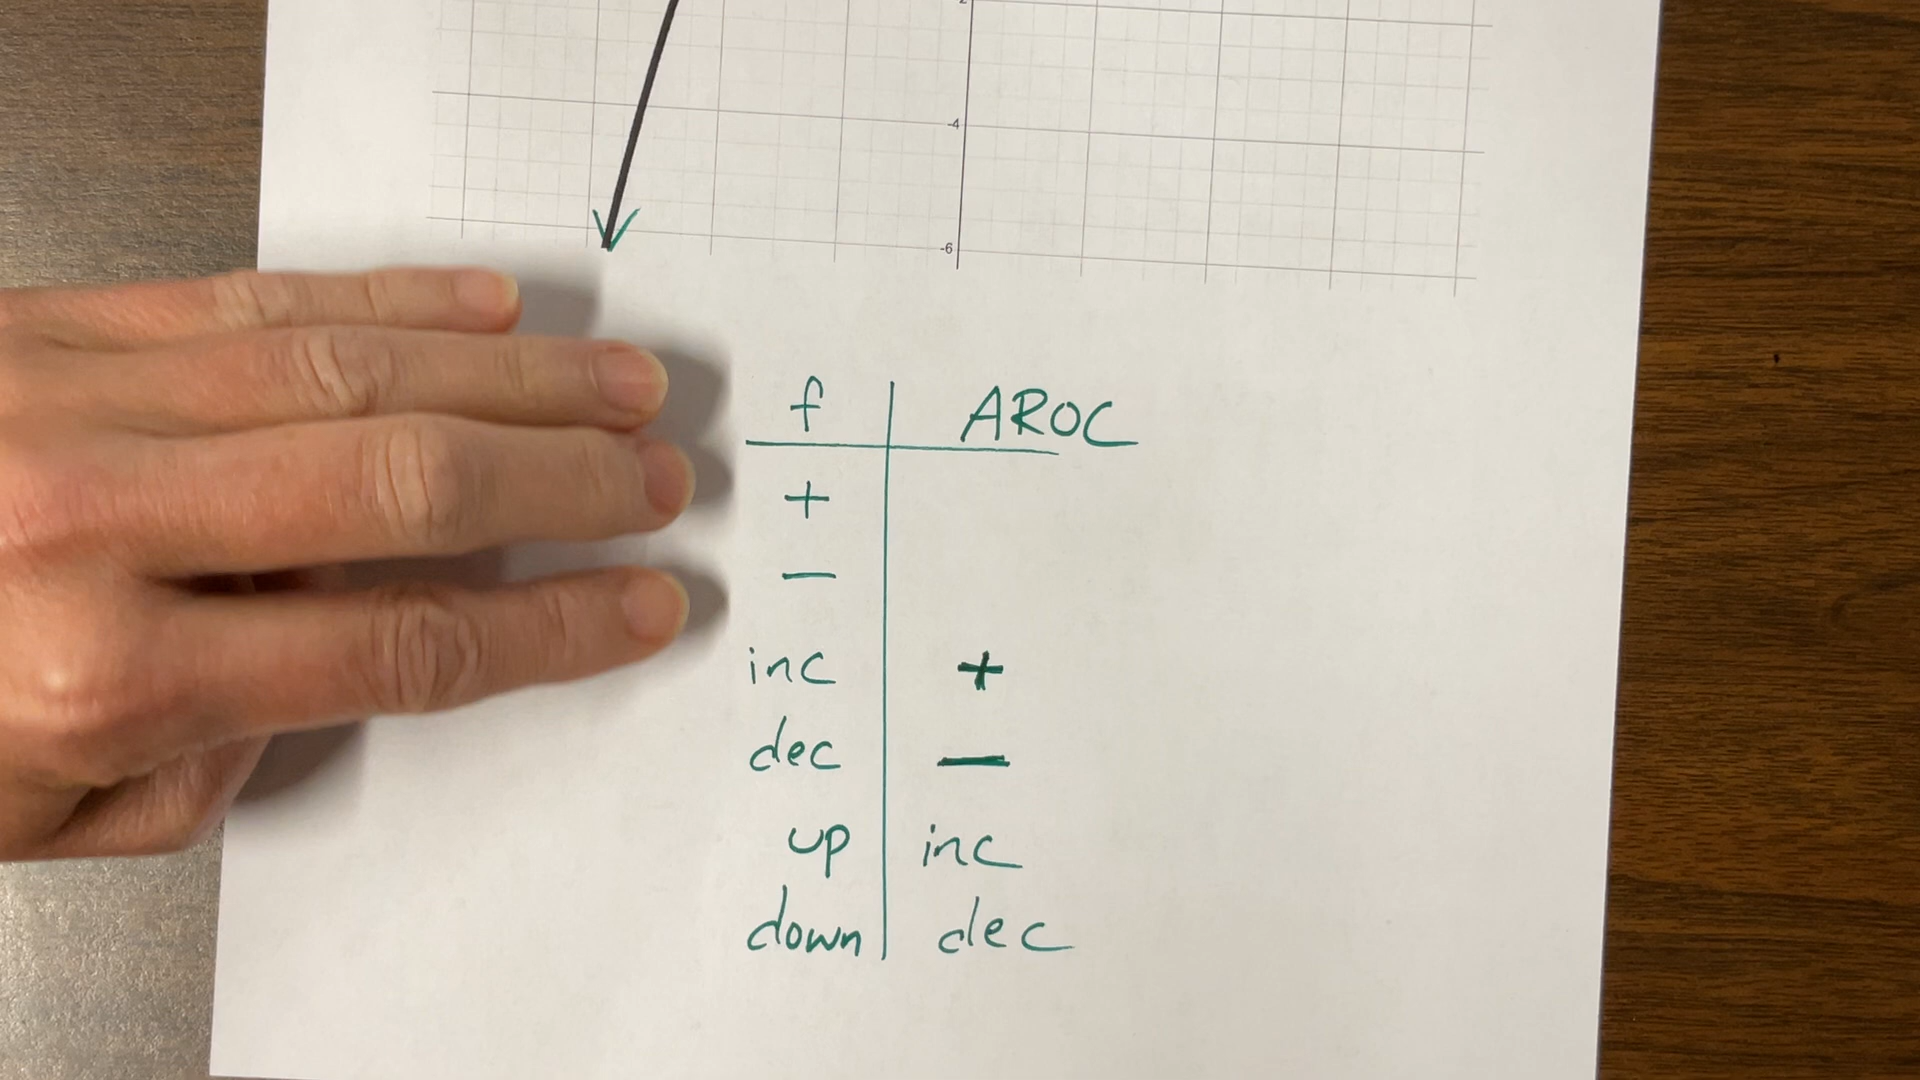 -4
-6
f AROC
+
−
inc +
dec −
up inc
down dec